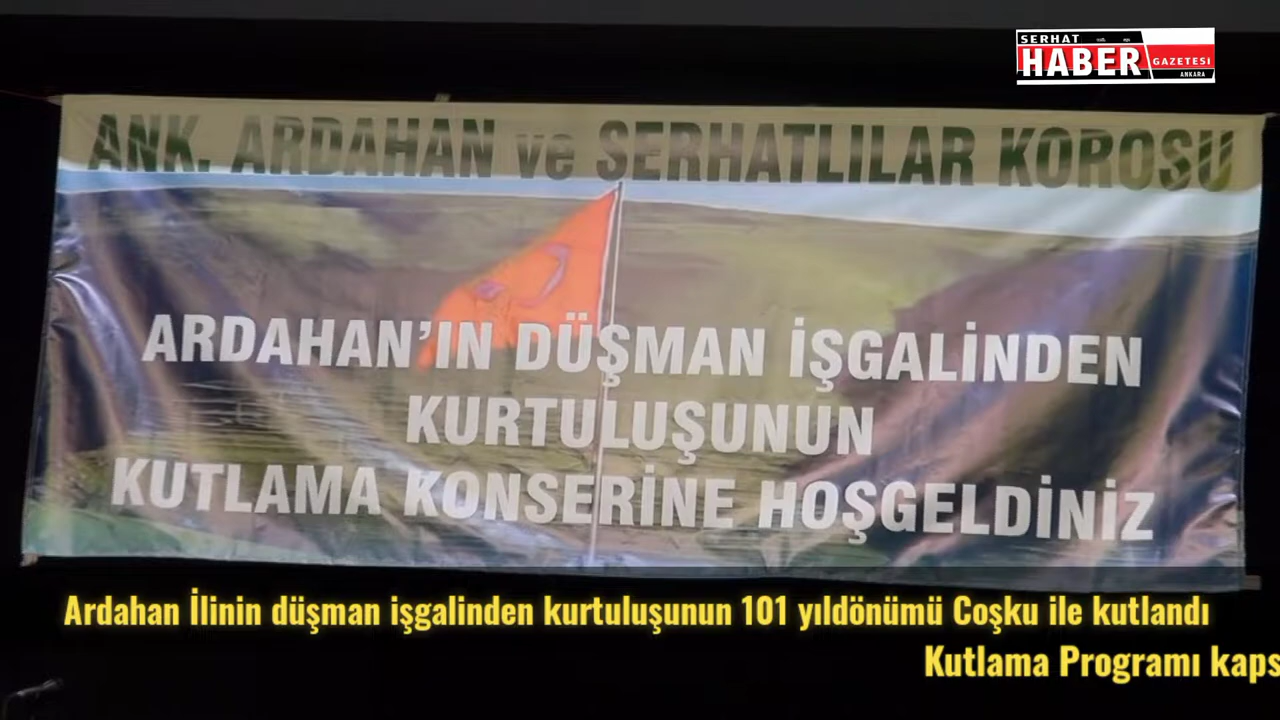 SERHAT
HABER
GAZETESI
ANKARA
ANK. ARDAHAN ve SERHATLILAR KOROSU
ARDAHAN'IN DÜŞMAN İŞGALİNDEN
KURTULUŞUNUN
KUTLAMA KONSERİNE HOŞGELDİNİZ
Ardahan İlinin düşman işgalinden kurtuluşunun 101 yıldönümü Coşku ile kutlandı
Kutlama Programı kaps